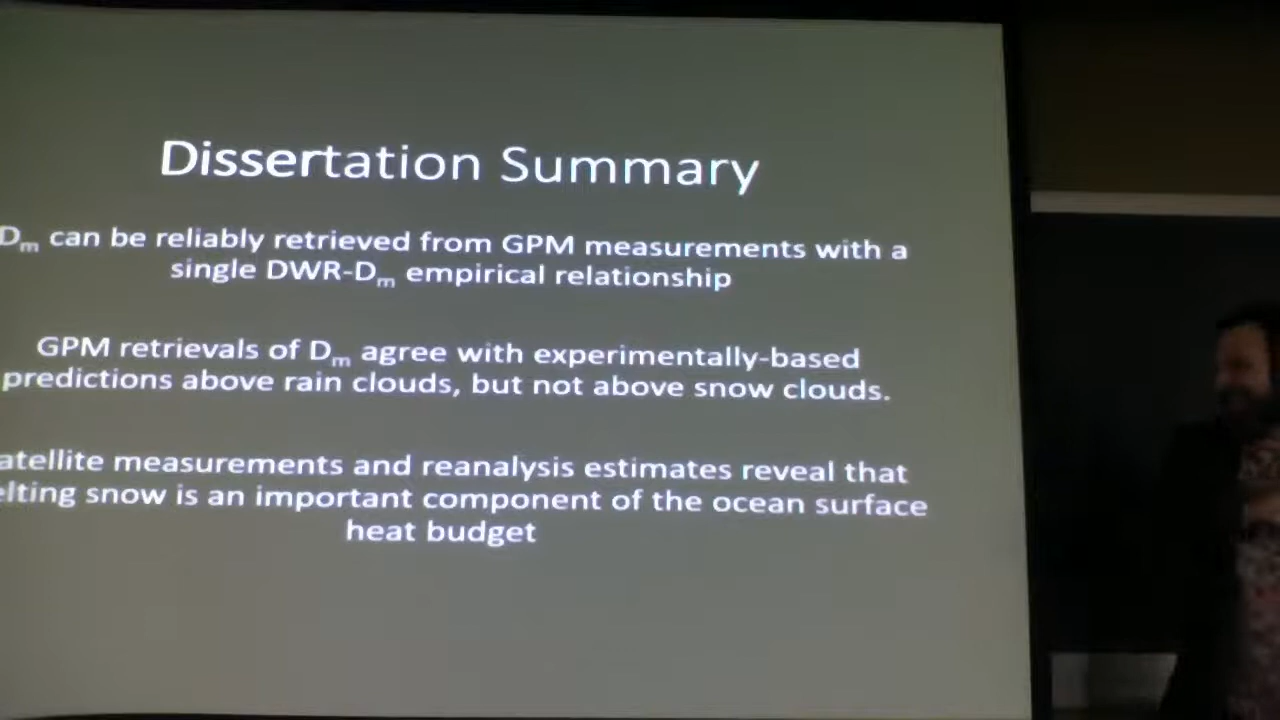 Dissertation Summary
Dₘ can be reliably retrieved from GPM measurements with a
single DWR-Dₘ empirical relationship
GPM retrievals of Dₘ agree with experimentally-based
predictions above rain clouds, but not above snow clouds.
atellite measurements and reanalysis estimates reveal that
elting snow is an important component of the ocean surface
heat budget